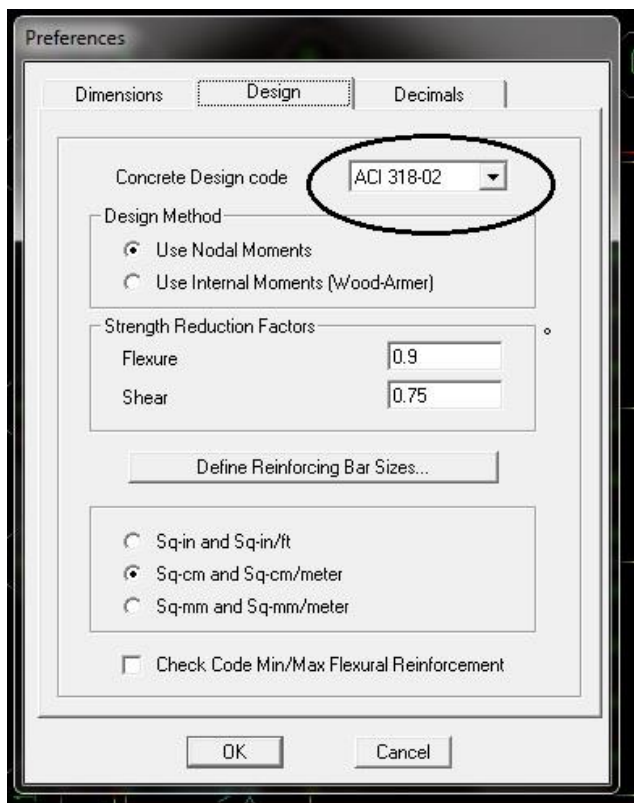 Preferences
Dimensions Design Decimals
Concrete Design code ACI 318-02
Design Method
Use Nodal Moments
Use Internal Moments (Wood-Armer)
Strength Reduction Factors
Flexure 0.9
Shear 0.75
Define Reinforcing Bar Sizes...
Sq-in and Sq-in/ft
Sq-cm and Sq-cm/meter
Sq-mm and Sq-mm/meter
Check Code Min/Max Flexural Reinforcement
OK Cancel